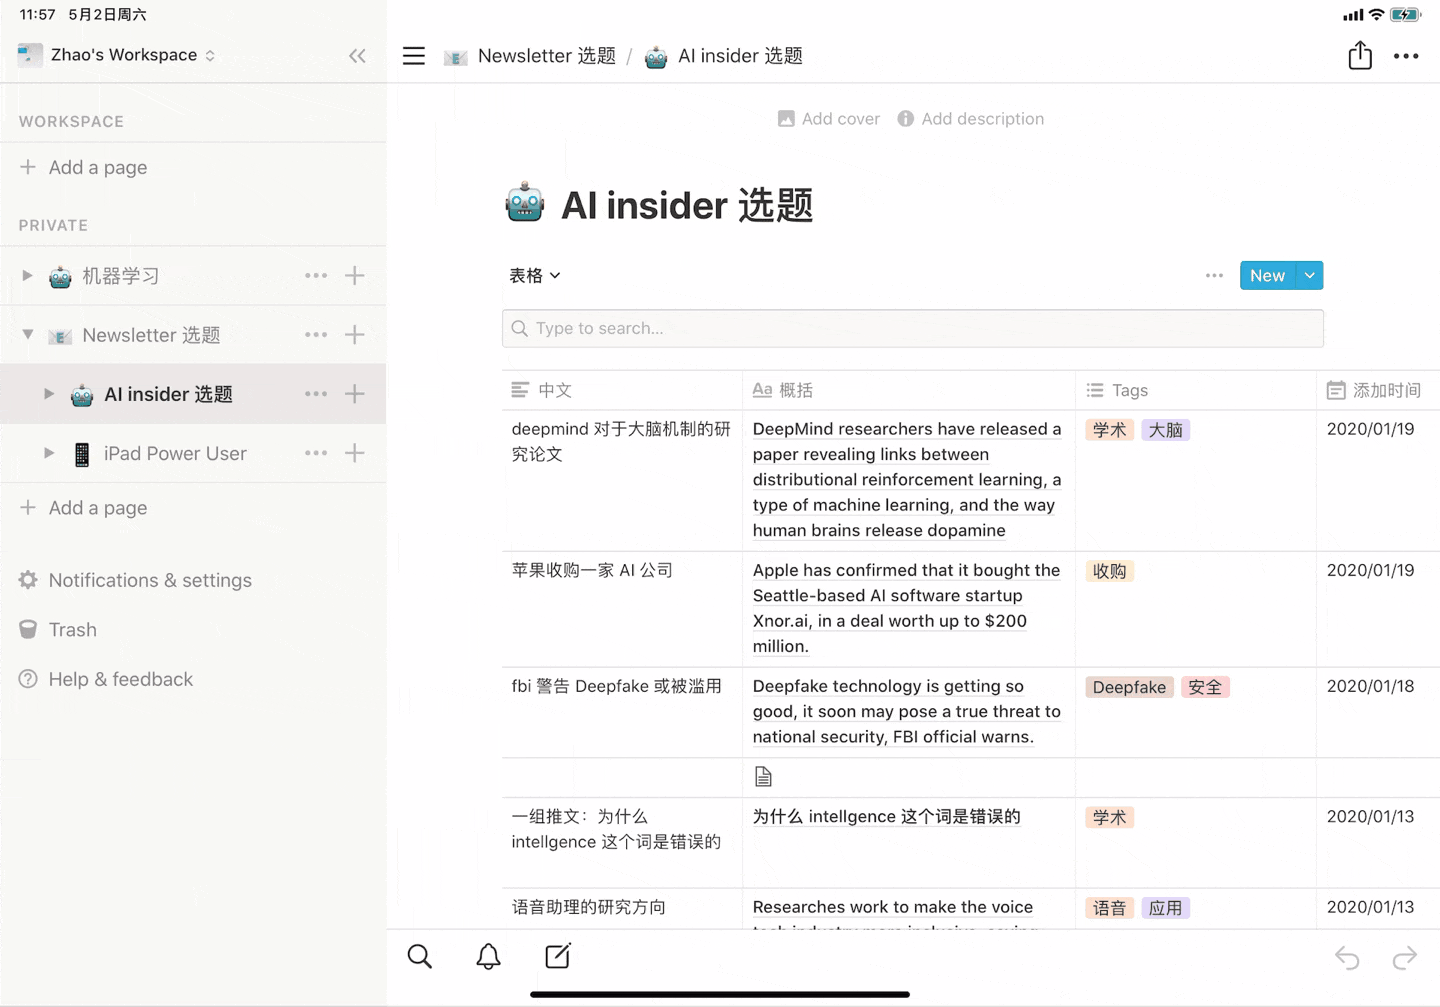 11:57 5月2日周六
Zhao's Workspace
WORKSPACE
Add a page
PRIVATE
机器学习
Newsletter 选题
AI insider 选题
iPad Power User
Add a page
Notifications & settings
Trash
Help & feedback
Newsletter 选题 / AI insider 选题
Add cover Add description
AI insider 选题
表格
New
Type to search...
中文 Aa 概括 Tags 添加时间
deepmind 对于大脑机制的研
究论文
DeepMind researchers have released a
paper revealing links between
distributional reinforcement learning, a
type of machine learning, and the way
human brains release dopamine
学术 大脑
2020/01/19
苹果收购一家 AI 公司
Apple has confirmed that it bought the
Seattle-based AI software startup
Xnor.ai, in a deal worth up to $200
million.
收购
2020/01/19
fbi 警告 Deepfake 或被滥用
Deepfake technology is getting so
good, it soon may pose a true threat to
national security, FBI official warns.
Deepfake 安全
2020/01/18
一组推文：为什么
intellgence 这个词是错误的
为什么 intellgence 这个词是错误的
学术
2020/01/13
语音助理的研究方向
Researches work to make the voice
语音 应用
2020/01/13